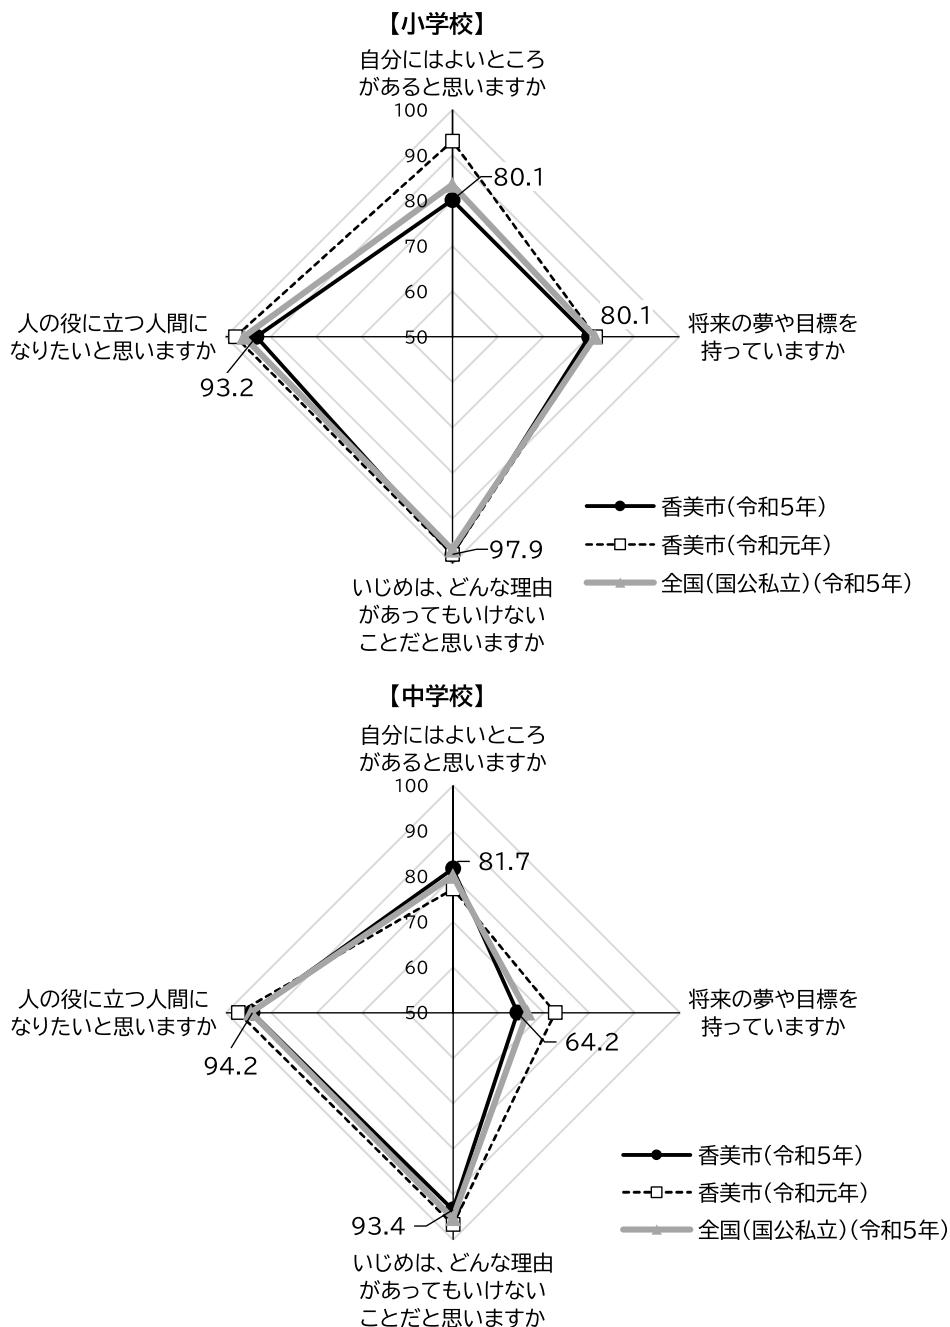 【小学校】
自分にはよいところ
があると思いますか
100
90
80.1
80
70
60
人の役に立つ人間に
なりたいと思いますか
50
80.1
将来の夢や目標を
持っていますか
93.2
香美市(令和5年)
香美市(令和元年)
全国(国公私立)(令和5年)
97.9
いじめは、どんな理由
があってもいけない
ことだと思いますか
【中学校】
自分にはよいところ
があると思いますか
100
90
81.7
80
70
60
人の役に立つ人間に
なりたいと思いますか
50
将来の夢や目標を
持っていますか
64.2
94.2
香美市(令和5年)
香美市(令和元年)
全国(国公私立)(令和5年)
93.4
いじめは、どんな理由
があってもいけない
ことだと思いますか